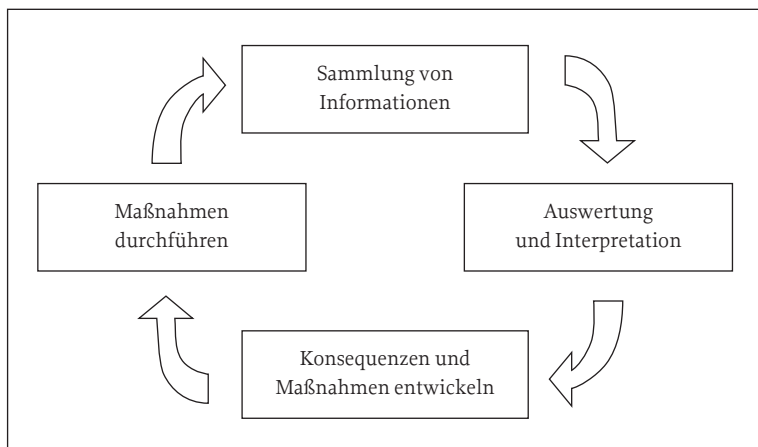 Sammlung von
Informationen
Maßnahmen
durchführen
Auswertung
und Interpretation
Konsequenzen und
Maßnahmen entwickeln